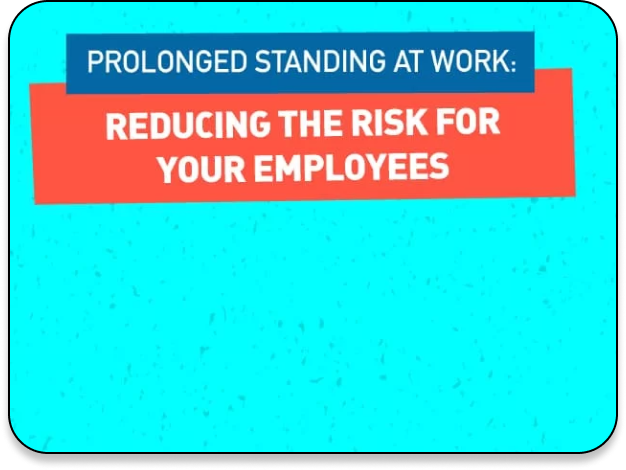 PROLONGED STANDING AT WORK:
REDUCING THE RISK FOR
YOUR EMPLOYEES